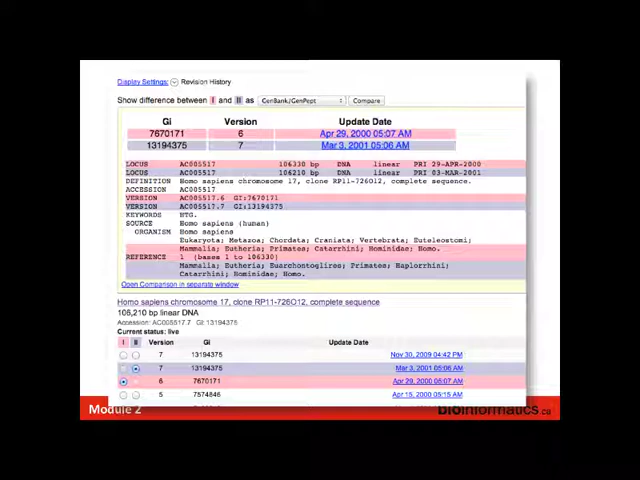 Display Settings: Revision History
Show difference between I and II as GenBank/GenPept Compare
Gi Version Update Date
7670171 6 Apr 29, 2000 05:07 AM
13194375 7 Mar 3, 2001 05:06 AM
LOCUS AC005517 106330 bp DNA linear PRI 29-APR-2000
LOCUS AC005517 106210 bp DNA linear PRI 03-MAR-2001
DEFINITION Homo sapiens chromosome 17, clone RP11-726O12, complete sequence.
ACCESSION AC005517
VERSION AC005517.6 GI:7670171
VERSION AC005517.7 GI:13194375
KEYWORDS HTG.
SOURCE Homo sapiens (human)
ORGANISM Homo sapiens
Eukaryota; Metazoa; Chordata; Craniata; Vertebrata; Euteleostomi;
Mammalia; Eutheria; Primates; Catarrhini; Hominidae; Homo.
REFERENCE 1 (bases 1 to 106330)
Mammalia; Eutheria; Euarchontoglires; Primates; Haplorrhini;
Catarrhini; Hominidae; Homo.
Open Comparison in separate window
Homo sapiens chromosome 17, clone RP11-726O12, complete sequence
106,210 bp linear DNA
Accession: AC005517.7 GI:13194375
Current status: live
I II Version Gi Update Date
7 13194375 Nov 30, 2009 04:42 PM
7 13194375 Mar 3, 2001 05:06 AM
6 7670171 Apr 29, 2000 05:07 AM
5 7574846 Apr 15, 2000 05:15 AM
Module 2 bioinformatics.ca